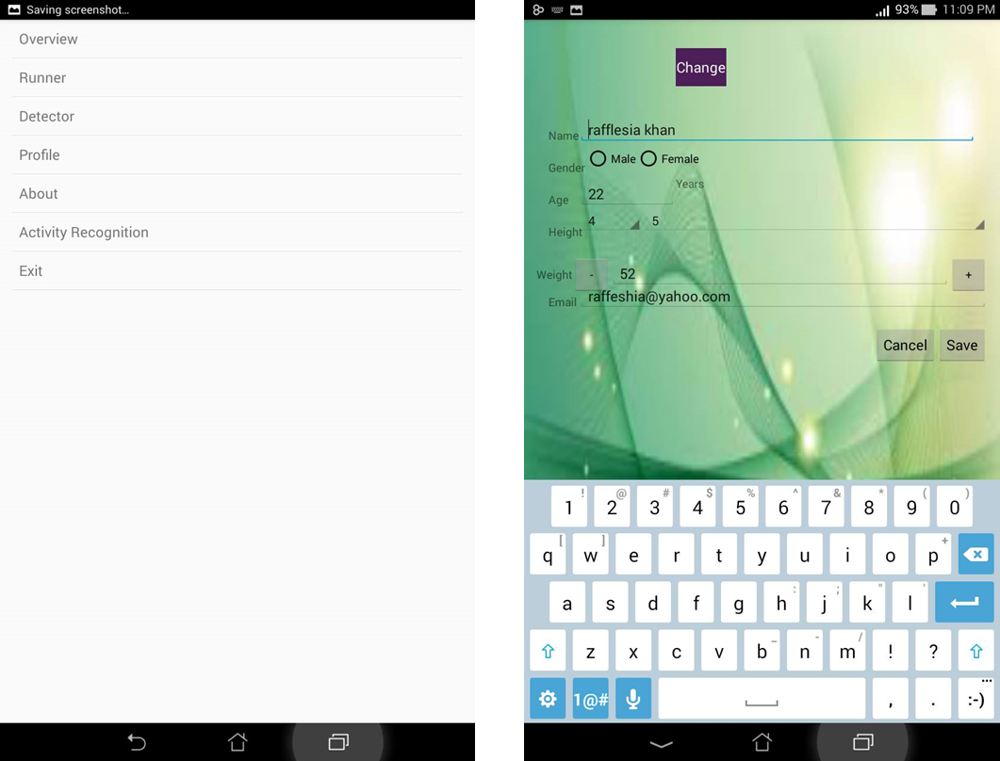 Saving screenshot...
Overview
Runner
Detector
Profile
About
Activity Recognition
Exit
93% 11:09 PM
Change
Name rafflesia khan
Gender Male Female
Age 22 Years
Height 4 5
Weight - 52 +
Email raffeshia@yahoo.com
Cancel Save
! @ # $ % ^ & * ( )
1 2 3 4 5 6 7 8 9 0
[ ] +
q w e r t y u i o p
: ; " '
a s d f g h j k l
_ - /
z x c v b n m ! ?
1@# , . :-)